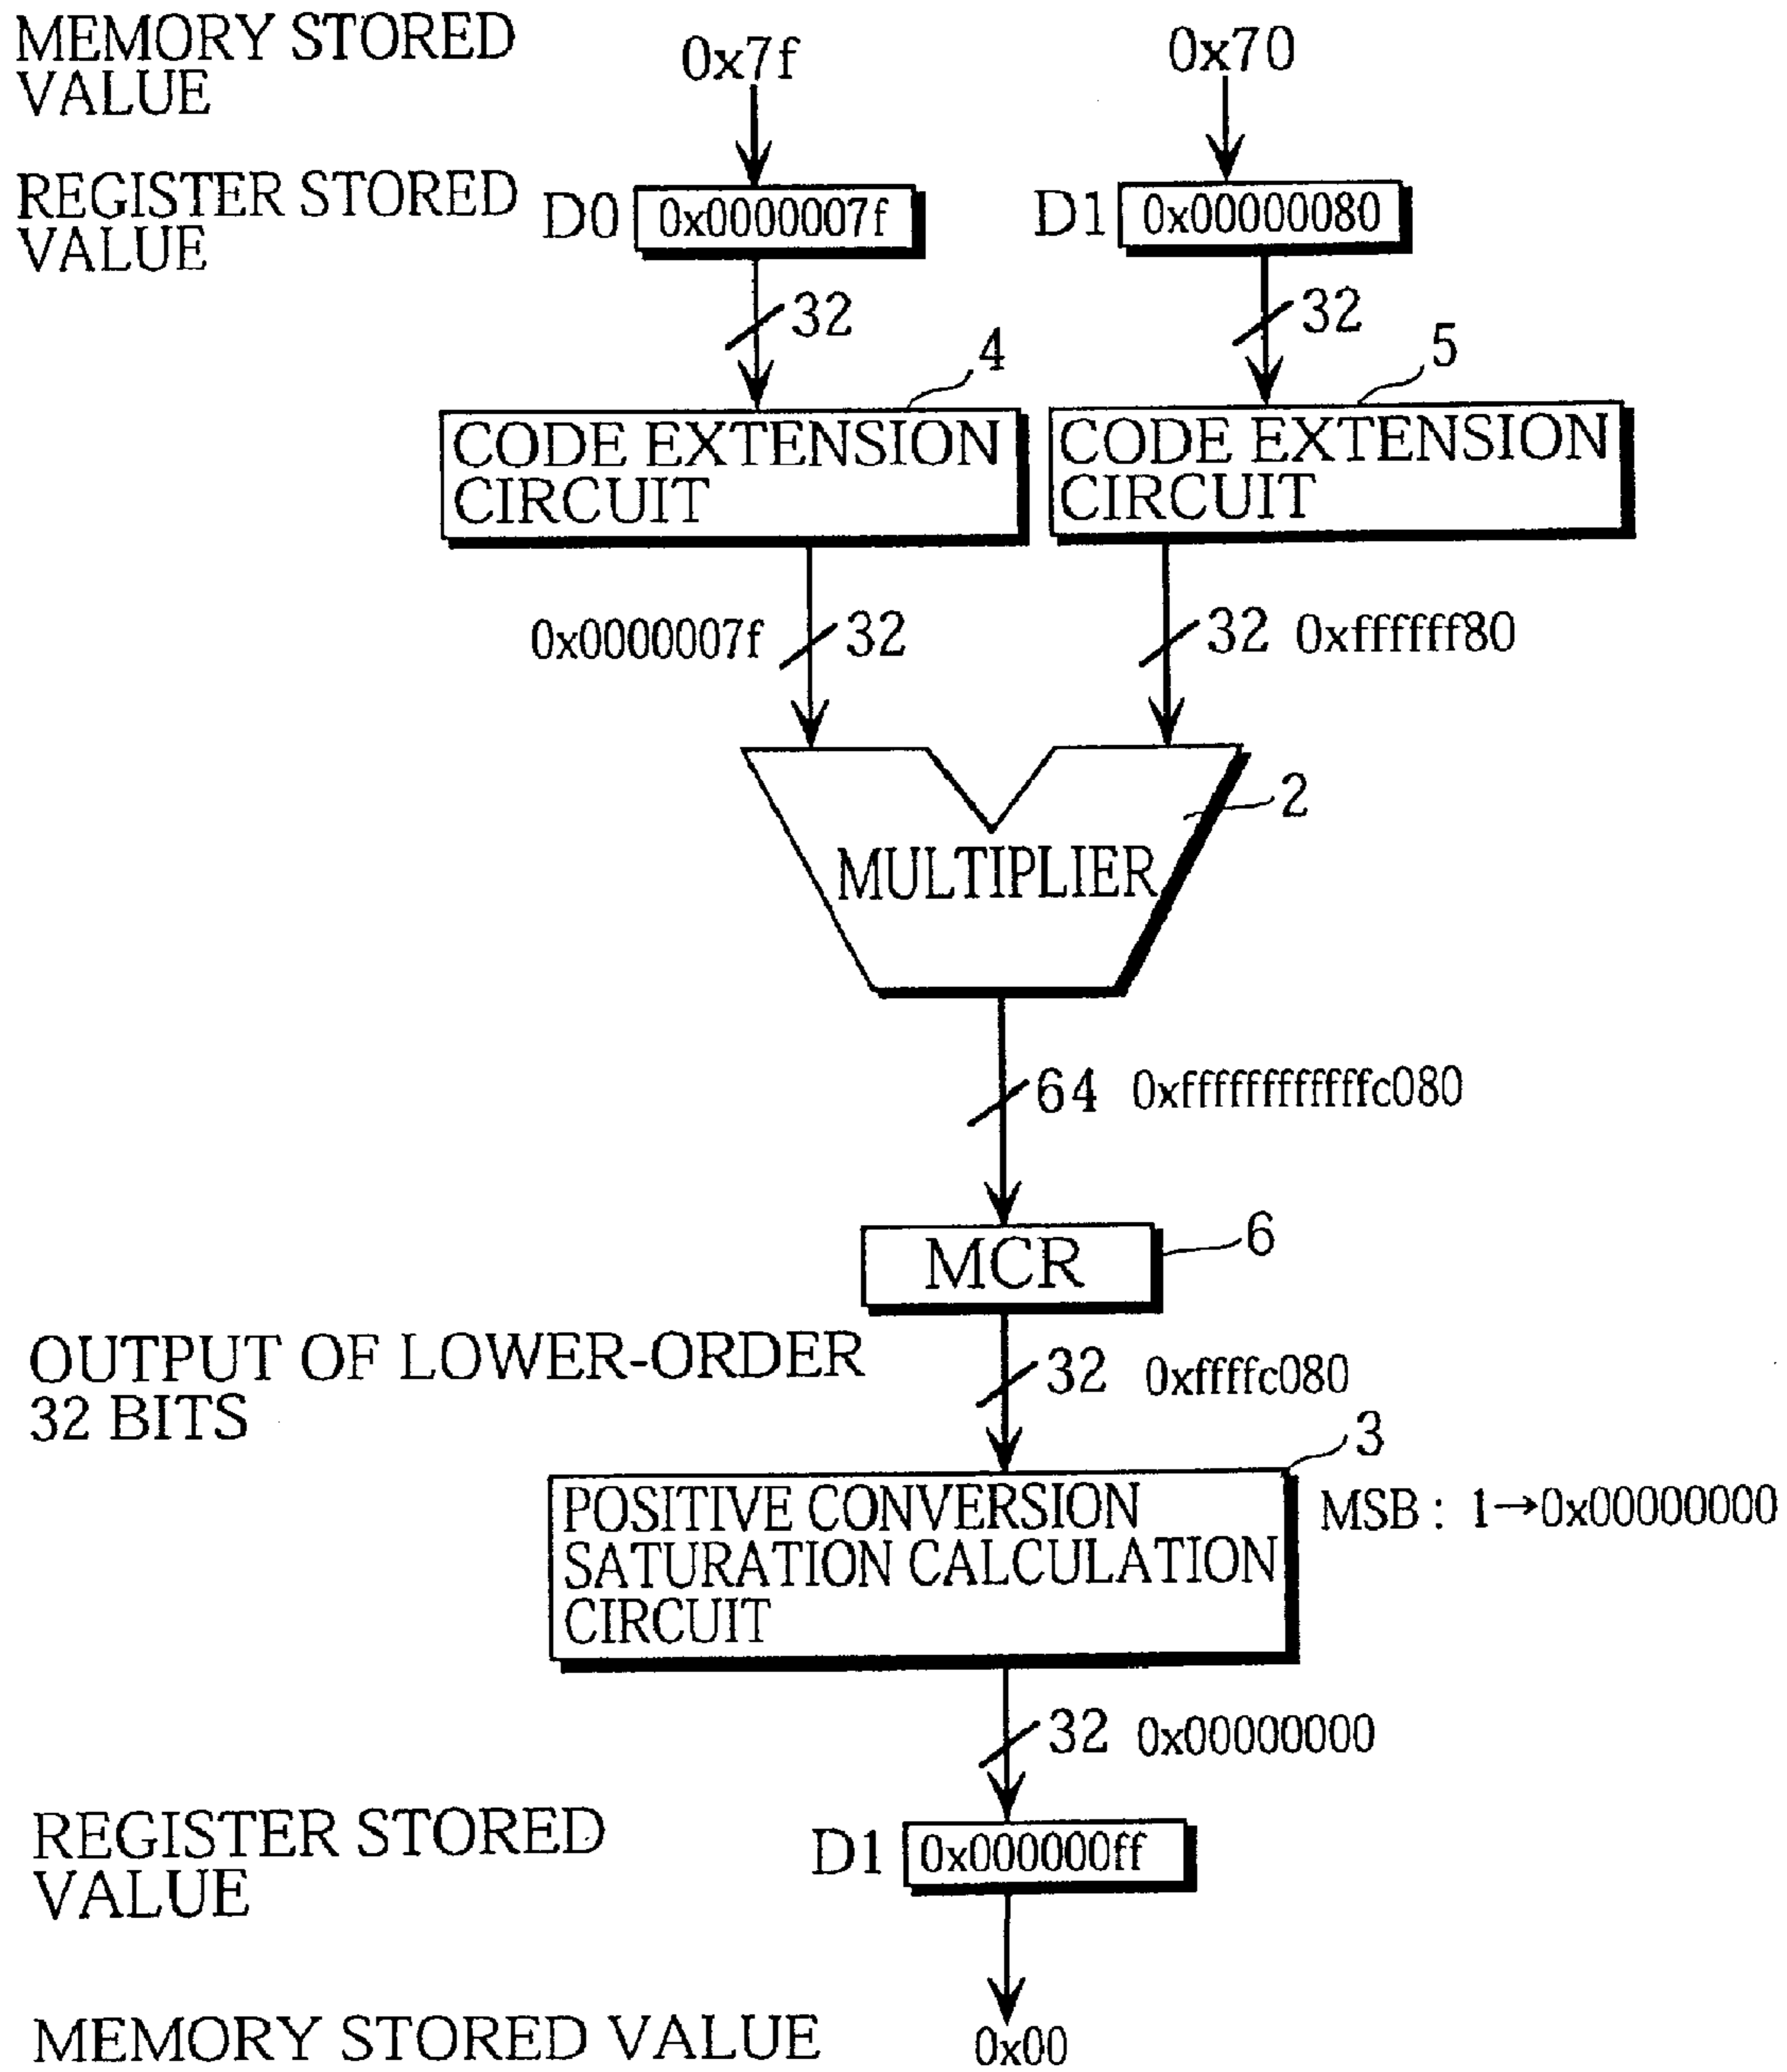 MEMORY STORED
VALUE
0x7f
0x70
REGISTER STORED
VALUE
D0
0x0000007f
D1
0x00000080
32
32
4
5
CODE EXTENSION
CIRCUIT
CODE EXTENSION
CIRCUIT
0x0000007f
32
32
0xffffff80
2
MULTIPLIER
64
0xffffffffffffc080
MCR
6
OUTPUT OF LOWER-ORDER
32 BITS
32
0xffffc080
3
POSITIVE CONVERSION
SATURATION CALCULATION
CIRCUIT
MSB : 1→0x00000000
32
0x00000000
REGISTER STORED
VALUE
D1
0x000000ff
MEMORY STORED VALUE
0x00